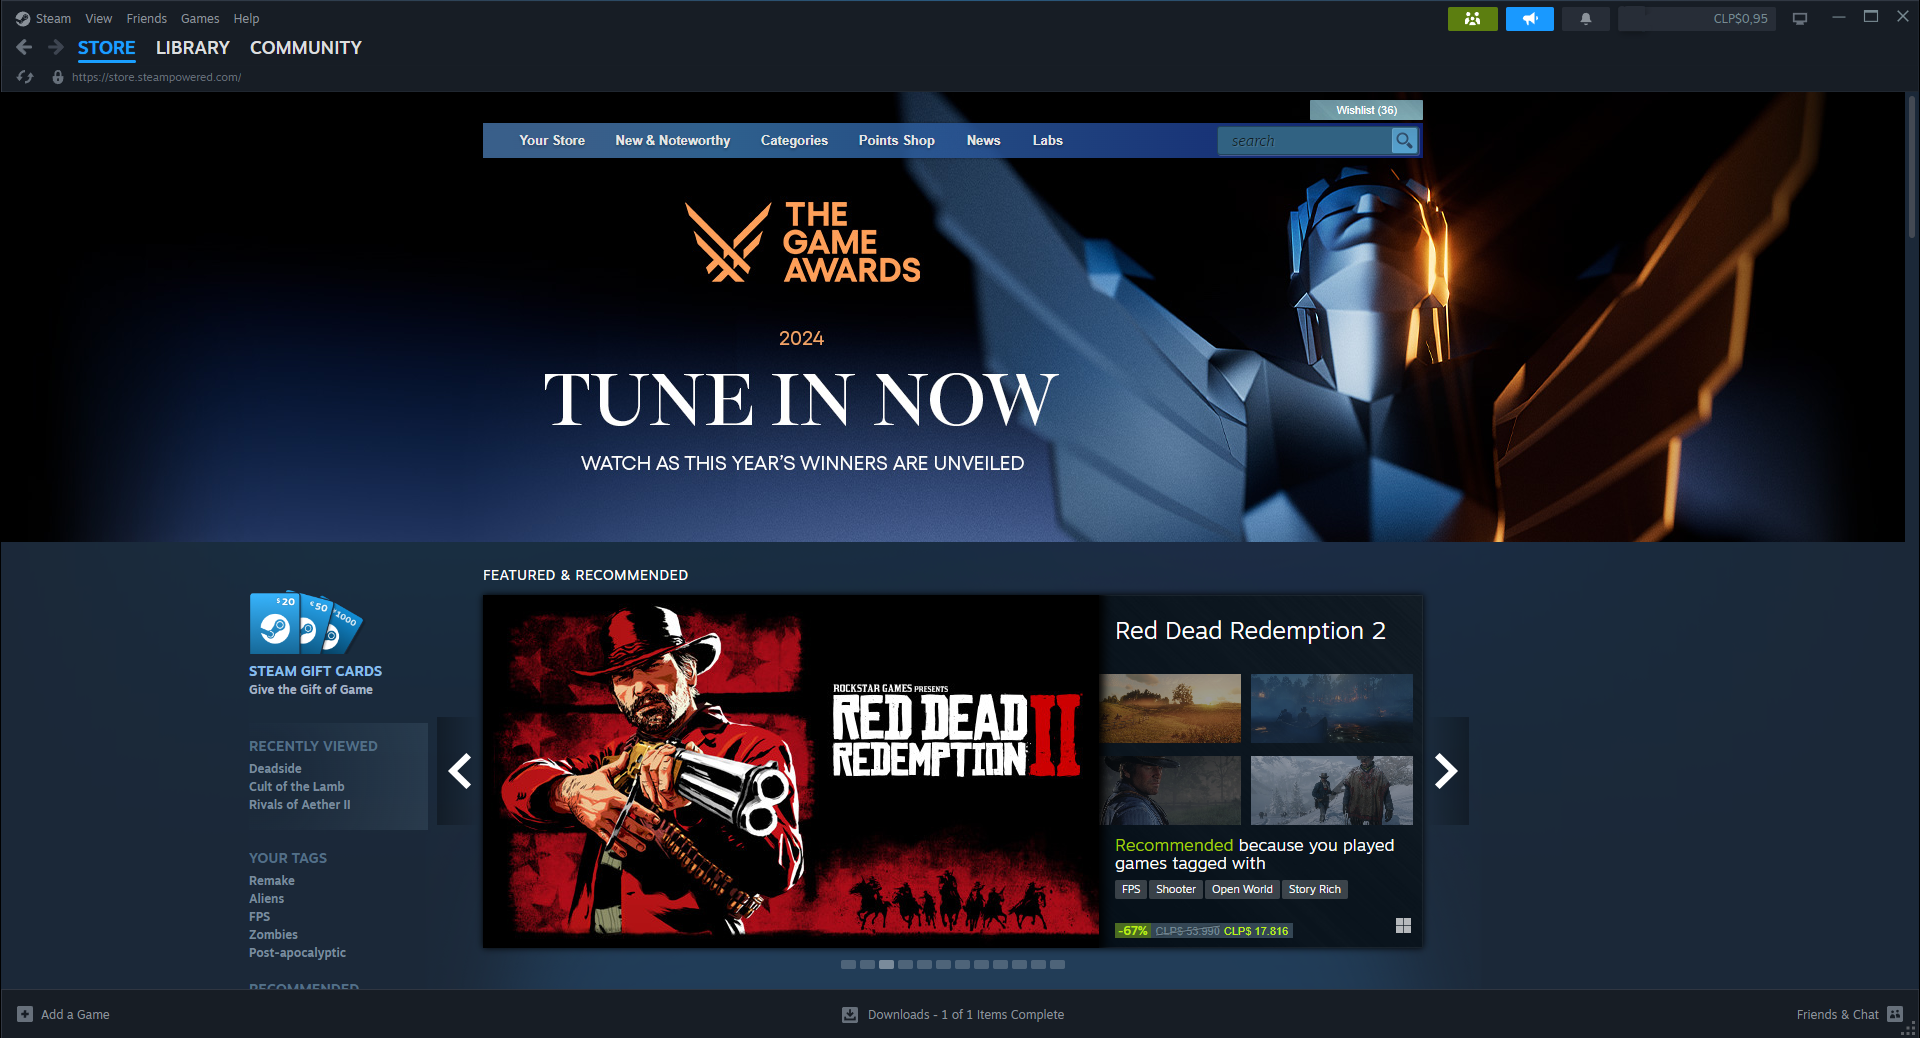 Steam View Friends Games Help
CLP$0,95
STORE LIBRARY COMMUNITY
https://store.steampowered.com/
Wishlist (36)
Your Store New & Noteworthy Categories Points Shop News Labs
search
THE
GAME
AWARDS
2024
TUNE IN NOW
WATCH AS THIS YEAR'S WINNERS ARE UNVEILED
FEATURED & RECOMMENDED
$20 €50 ¥1000
STEAM GIFT CARDS
Give the Gift of Game
RECENTLY VIEWED
Deadside
Cult of the Lamb
Rivals of Aether II
YOUR TAGS
Remake
Aliens
FPS
Zombies
Post-apocalyptic
RECOMMENDED
ROCKSTAR GAMES PRESENTS
RED DEAD
REDEMPTION II
Red Dead Redemption 2
Recommended because you played
games tagged with
FPS Shooter Open World Story Rich
-67% CLP$ 53.990 CLP$ 17.816
Add a Game
Downloads - 1 of 1 Items Complete
Friends & Chat